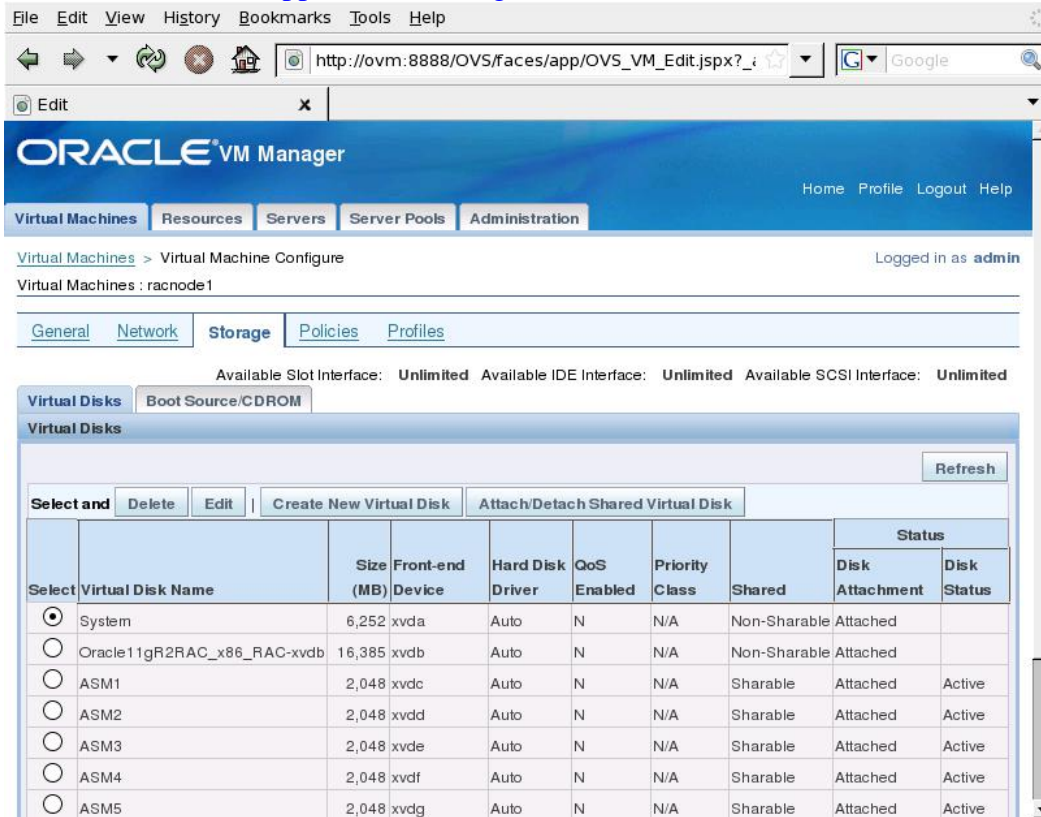 File Edit View History Bookmarks Tools Help
http://ovm:8888/OVS/faces/app/OVS_VM_Edit.jspx?_ G Google
Edit x
ORACLE VM Manager
Home Profile Logout Help
Virtual Machines Resources Servers Server Pools Administration
Virtual Machines > Virtual Machine Configure Logged in as admin
Virtual Machines : racnode1
General Network Storage Policies Profiles
Available Slot Interface: Unlimited Available IDE Interface: Unlimited Available SCSI Interface: Unlimited
Virtual Disks Boot Source/CDROM
Virtual Disks
Refresh
Select and Delete Edit | Create New Virtual Disk Attach/Detach Shared Virtual Disk
Status
Size Front-end Hard Disk QoS Priority Disk Disk
Select Virtual Disk Name (MB) Device Driver Enabled Class Shared Attachment Status
System 6,252 xvda Auto N N/A Non-Sharable Attached
Oracle11gR2RAC_x86_RAC-xvdb 16,385 xvdb Auto N N/A Non-Sharable Attached
ASM1 2,048 xvdc Auto N N/A Sharable Attached Active
ASM2 2,048 xvdd Auto N N/A Sharable Attached Active
ASM3 2,048 xvde Auto N N/A Sharable Attached Active
ASM4 2,048 xvdf Auto N N/A Sharable Attached Active
ASM5 2,048 xvdg Auto N N/A Sharable Attached Active